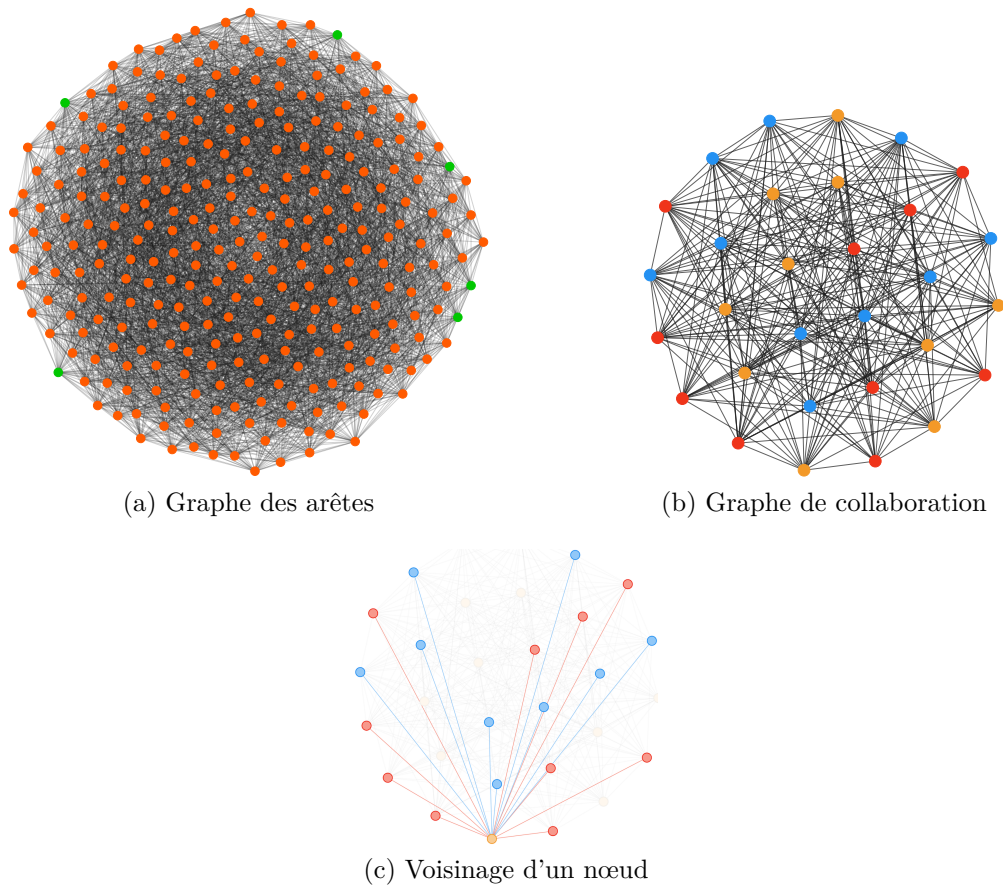 (a) Graphe des arêtes
(b) Graphe de collaboration
(c) Voisinage d'un nœud